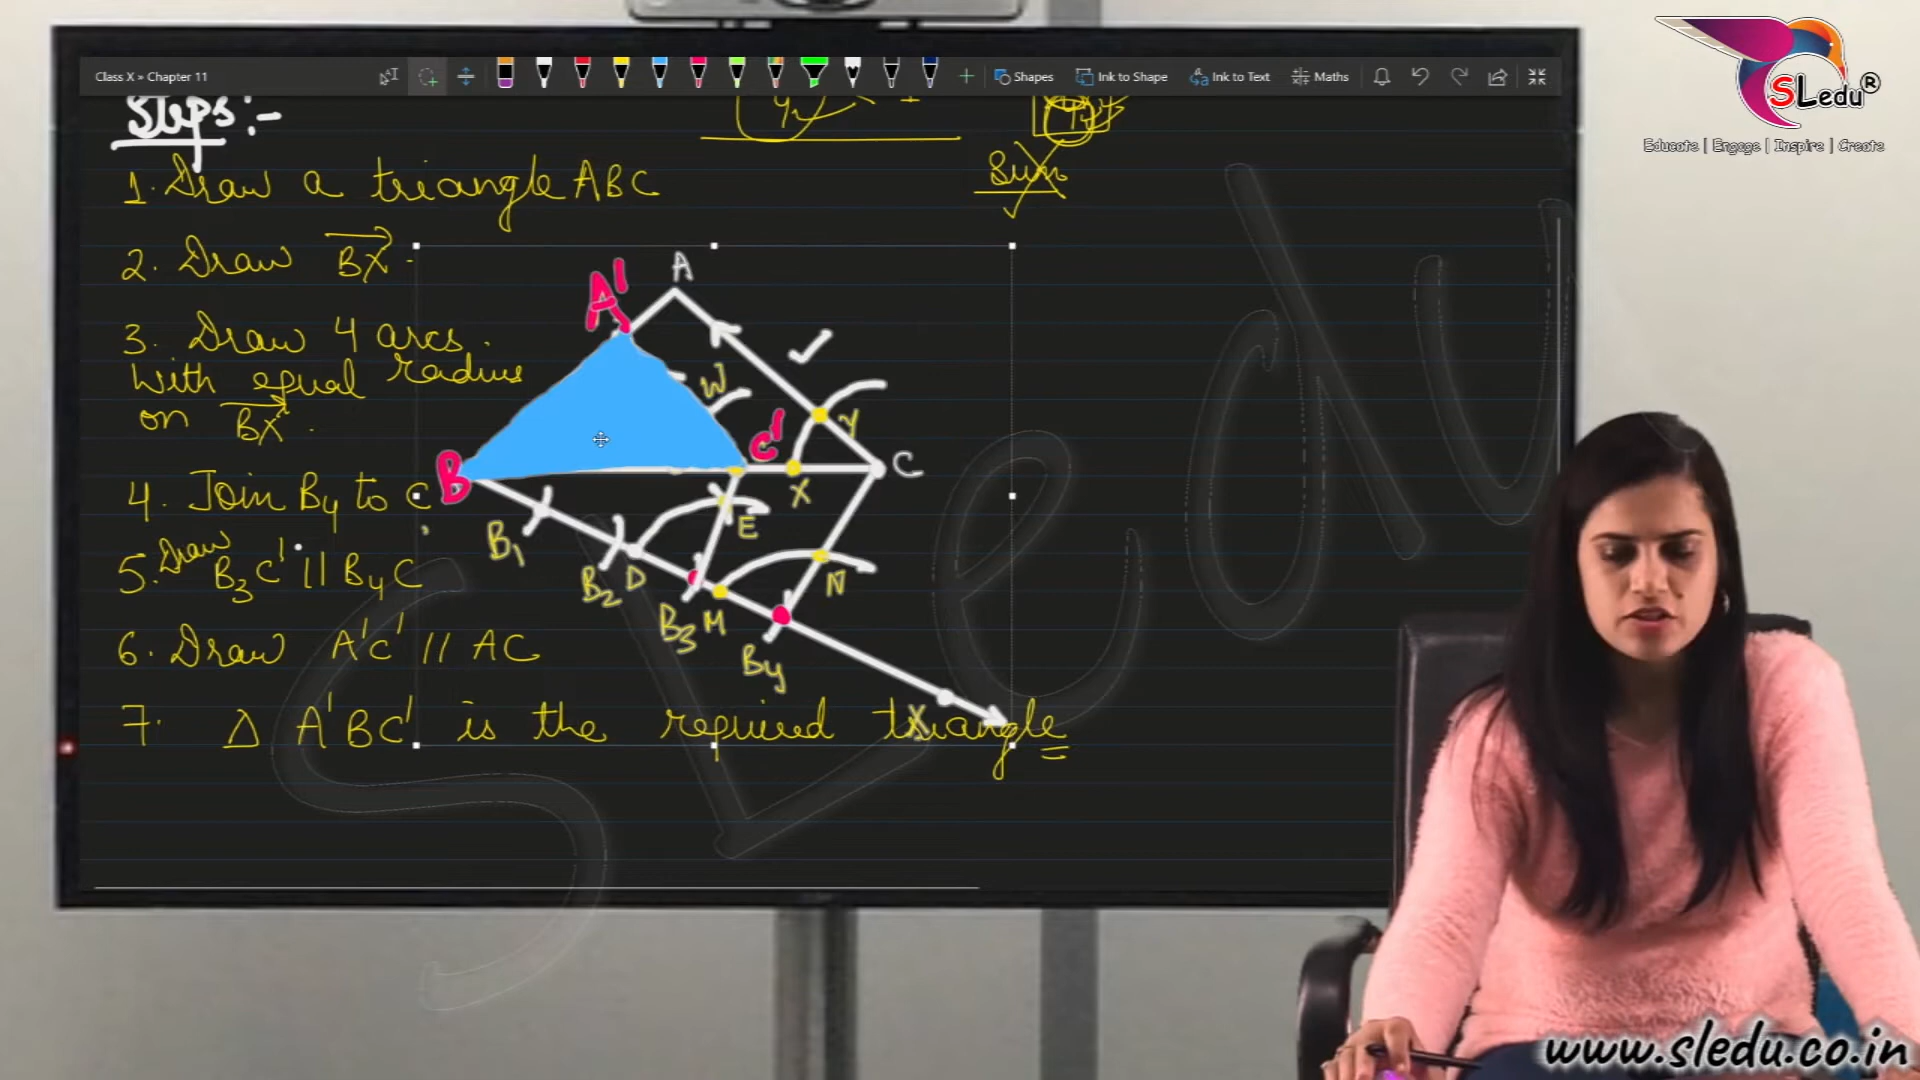 Class X » Chapter 11
Shapes
Ink to Shape
Ink to Text
Maths
SLedu®
Educate | Engage | Inspire | Create
Steps:-
Sum
1. Draw a triangle ABC
2. Draw BX.
3. Draw 4 arcs.
with equal radius
on BX.
4. Join B4 to C
5. Draw B3C' || B4C
6. Draw A'C' // AC
7. Δ A'BC' is the required triangle
A'
A
W
Y
C'
B
C
X
E
B1
B2
D
N
B3
M
B4
X
SLedu
www.sledu.co.in